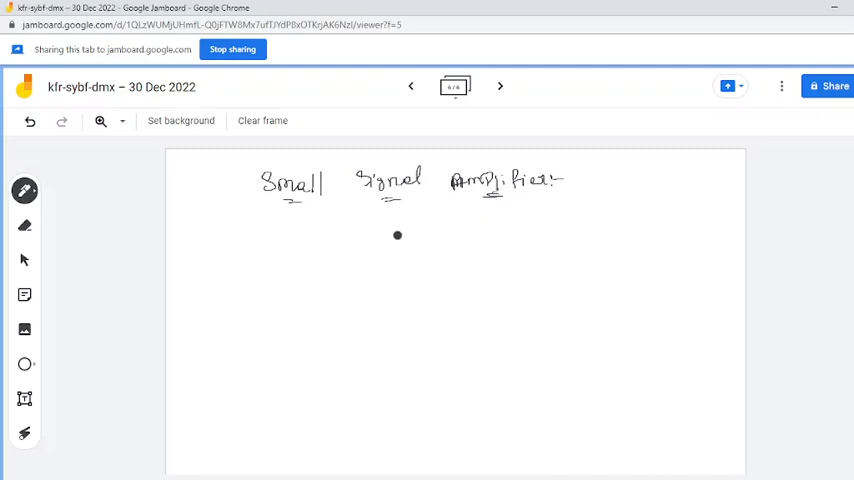 kfr-sybf-dmx – 30 Dec 2022 - Google Jamboard - Google Chrome
jamboard.google.com/d/1QLzWUMjUHmfL-Q0jFTW8Mx7ufTJYdP8xOTKrjAK6NzI/viewer?f=5
Sharing this tab to jamboard.google.com Stop sharing
kfr-sybf-dmx – 30 Dec 2022 6/6 Share
Set background Clear frame
Small Signal Amplifier:-